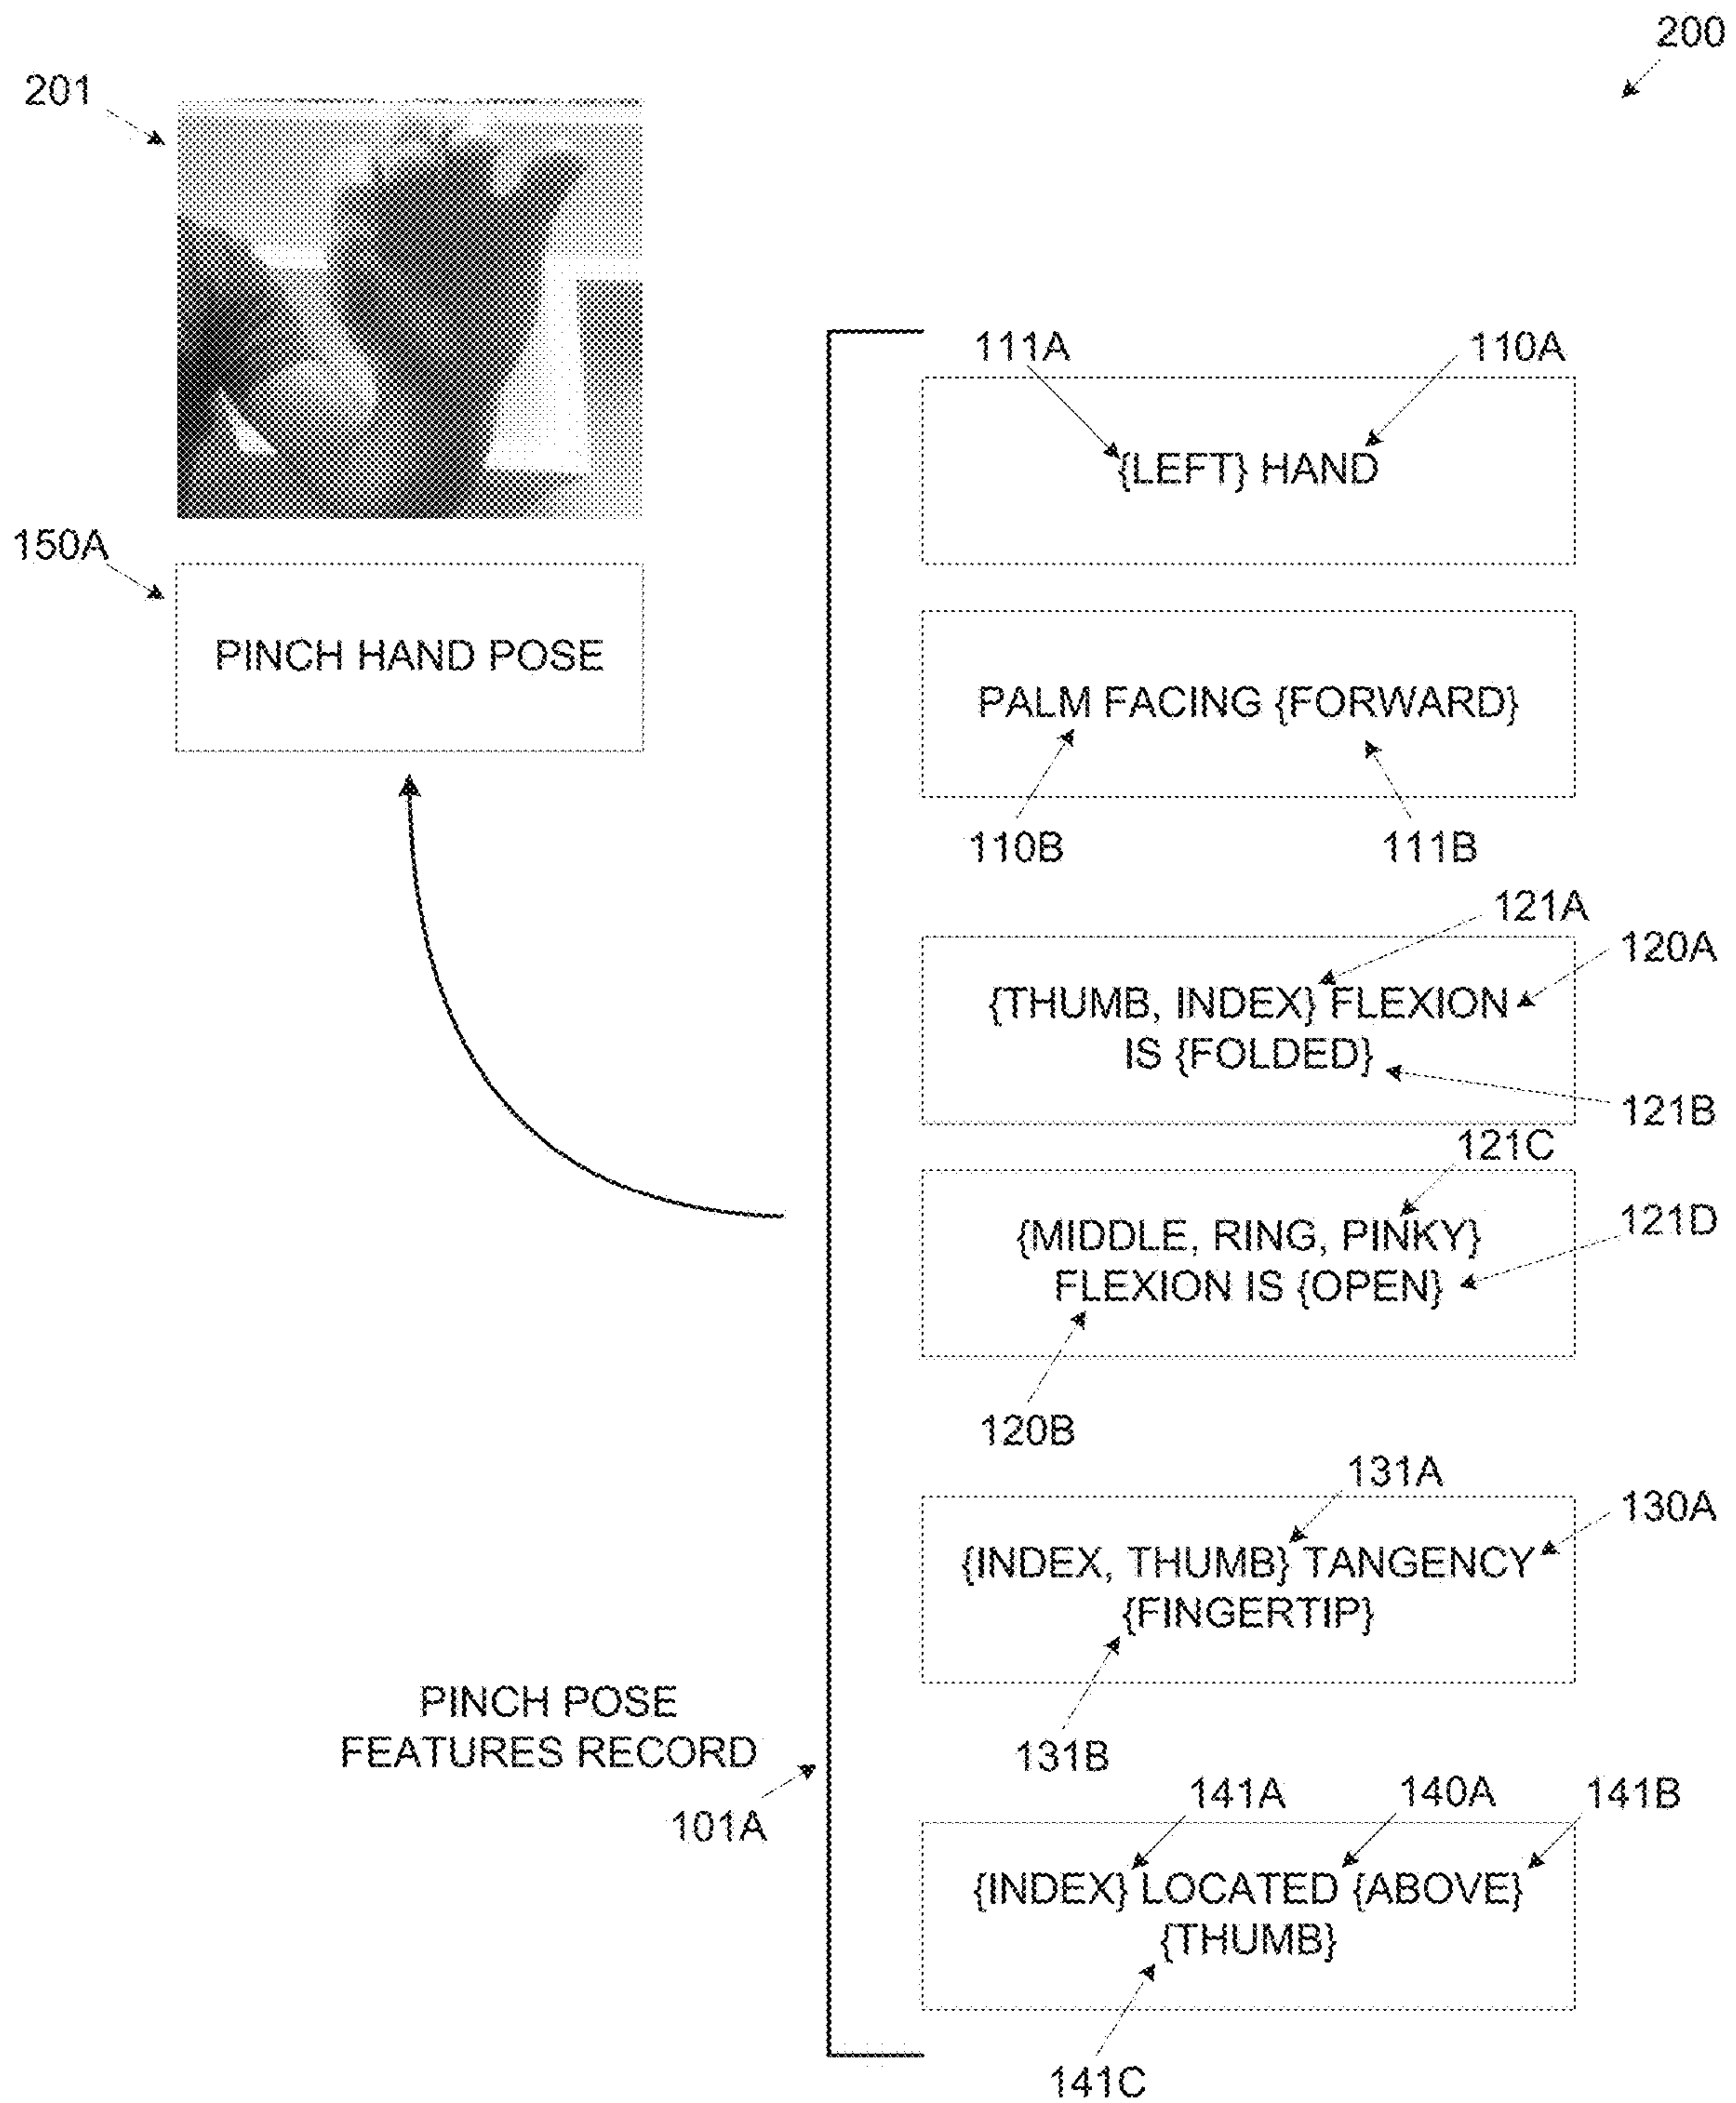 200
201
150A
PINCH HAND POSE
111A
110A
{LEFT} HAND
PALM FACING {FORWARD}
110B
111B
121A
120A
{THUMB, INDEX} FLEXION
IS {FOLDED}
121B
121C
{MIDDLE, RING, PINKY}
FLEXION IS {OPEN}
121D
120B
131A
130A
{INDEX, THUMB} TANGENCY
{FINGERTIP}
131B
PINCH POSE
FEATURES RECORD
101A
141A
140A
141B
{INDEX} LOCATED {ABOVE}
{THUMB}
141C